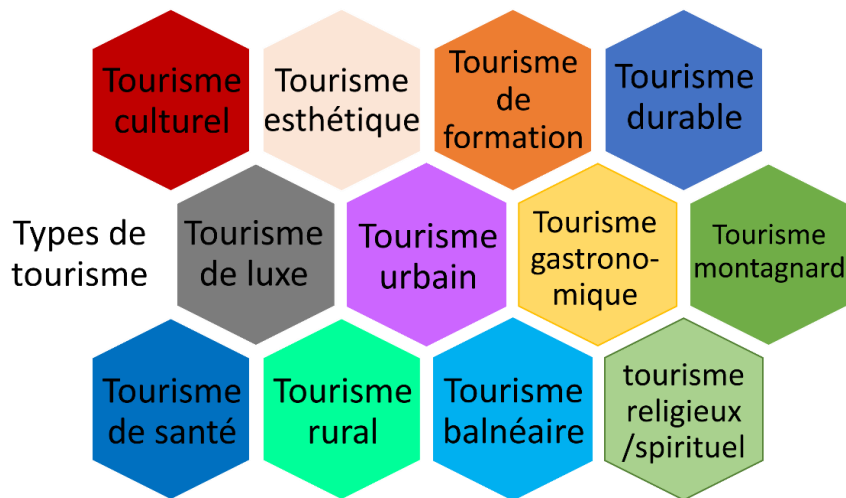 Tourisme
culturel
Tourisme
esthétique
Tourisme
de
formation
Tourisme
durable
Types de
tourisme
Tourisme
de luxe
Tourisme
urbain
Tourisme
gastrono-
mique
Tourisme
montagnard
Tourisme
de santé
Tourisme
rural
Tourisme
balnéaire
tourisme
religieux
/spirituel